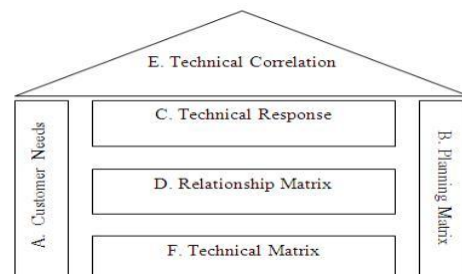 E. Technical Correlation
C. Technical Response
A. Customer Needs
D. Relationship Matrix
B. Planning Matrix
F. Technical Matrix